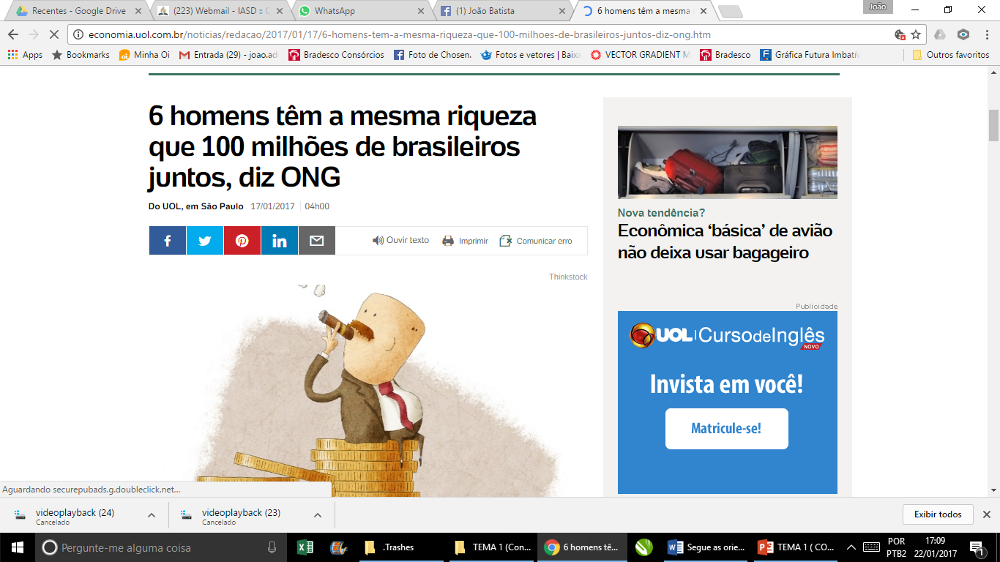 Recentes - Google Drive
(223) Webmail - IASD ::
WhatsApp
(1) João Batista
6 homens têm a mesma
João
economia.uol.com.br/noticias/redacao/2017/01/17/6-homens-tem-a-mesma-riqueza-que-100-milhoes-de-brasileiros-juntos-diz-ong.htm
Apps
Bookmarks
Minha Oi
Entrada (29) - joao.ad
Bradesco Consórcios
Foto de Chosen.
Fotos e vetores | Baixa
VECTOR GRADIENT M
Bradesco
Gráfica Futura Imbatív
Outros favoritos
6 homens têm a mesma riqueza
que 100 milhões de brasileiros
juntos, diz ONG
Do UOL, em São Paulo 17/01/2017 04h00
Ouvir texto
Imprimir
Comunicar erro
Thinkstock
Nova tendência?
Econômica ‘básica’ de avião
não deixa usar bagageiro
Publicidade
UOL | CursodeInglês
NOVO
Invista em você!
Matricule-se!
Aguardando securepubads.g.doubleclick.net...
videoplayback (24)
Cancelado
videoplayback (23)
Cancelado
Exibir todos
Pergunte-me alguma coisa
.Trashes
TEMA 1 (Con...
6 homens tê...
Segue as orie...
TEMA 1 ( CO...
POR
PTB2
17:09
22/01/2017
1